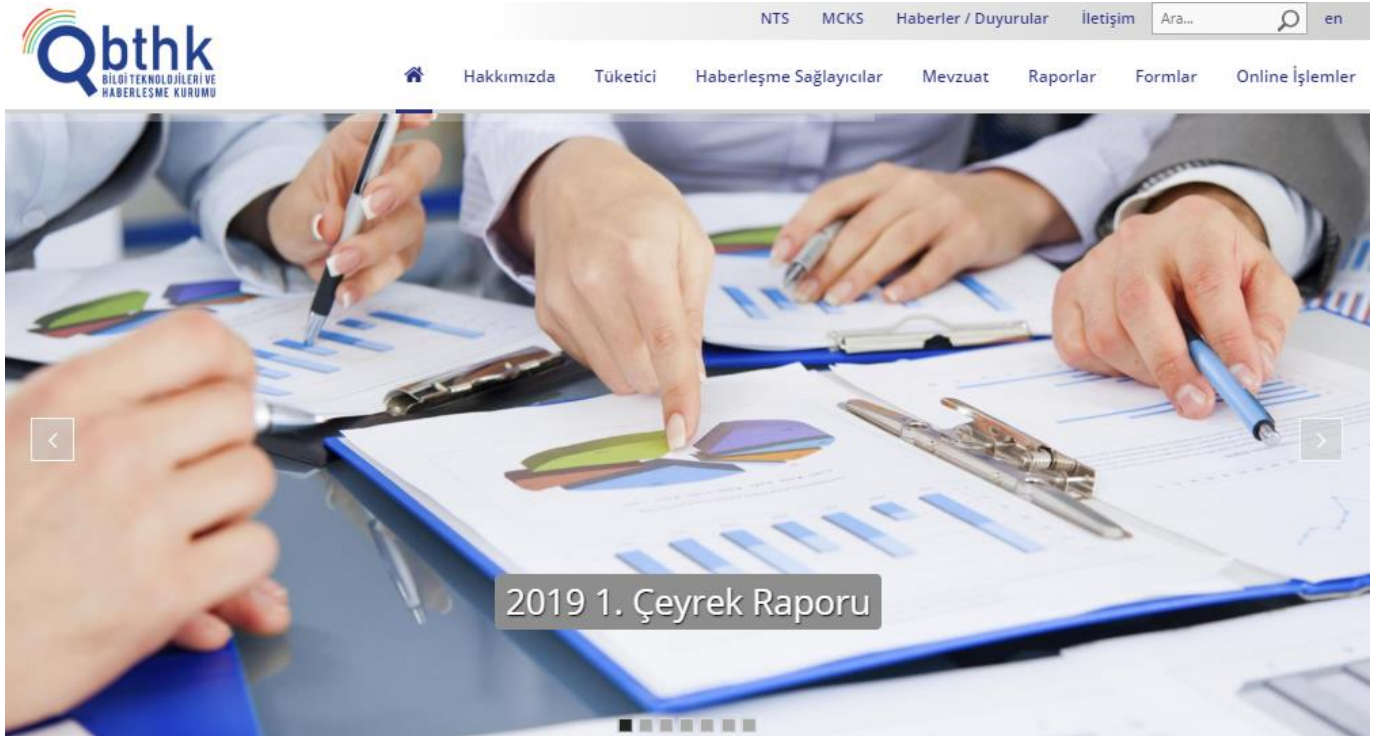 NTS MCKS Haberler / Duyurular İletişim Ara... en
bthk
BİLGİ TEKNOLOJİLERİ VE
HABERLEŞME KURUMU
Hakkımızda Tüketici Haberleşme Sağlayıcılar Mevzuat Raporlar Formlar Online İşlemler
2019 1. Çeyrek Raporu